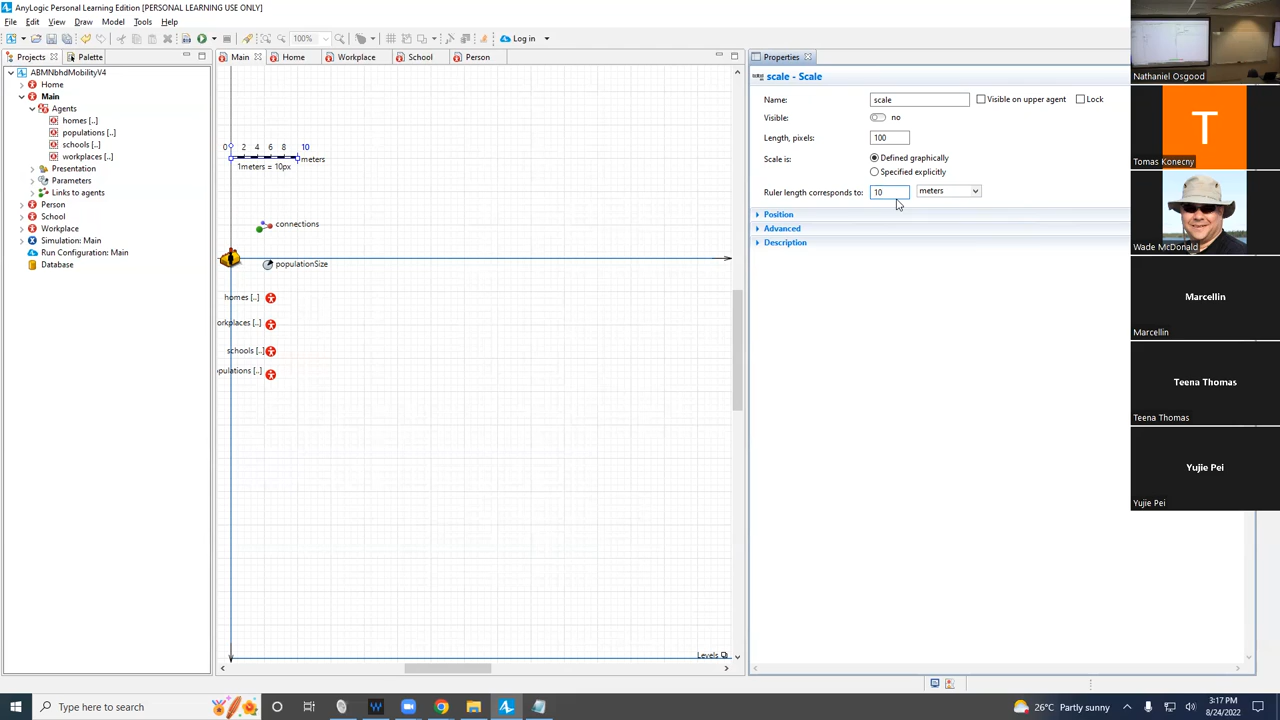 AnyLogic Personal Learning Edition [PERSONAL LEARNING USE ONLY]
File Edit View Draw Model Tools Help
100% Log in
Projects Palette
Main Home Workplace School Person
Properties
ABMNbhdMobilityV4
Home
Main
Agents
homes [..]
populations [..]
schools [..]
workplaces [..]
Presentation
Parameters
Links to agents
Person
School
Workplace
Simulation: Main
Run Configuration: Main
Database
0 2 4 6 8 10
meters
1meters = 10px
connections
populationSize
homes [..]
orkplaces [..]
schools [..]
opulations [..]
Levels
scale - Scale
Name: scale Visible on upper agent Lock
Visible: no
Length, pixels: 100
Scale is: Defined graphically
Specified explicitly
Ruler length corresponds to: 10 meters
Position
Advanced
Description
Nathaniel Osgood
T
Tomas Konecny
Wade McDonald
Marcellin
Marcellin
Teena Thomas
Teena Thomas
Yujie Pei
Yujie Pei
Type here to search
26°C Partly sunny
3:17 PM
8/24/2022